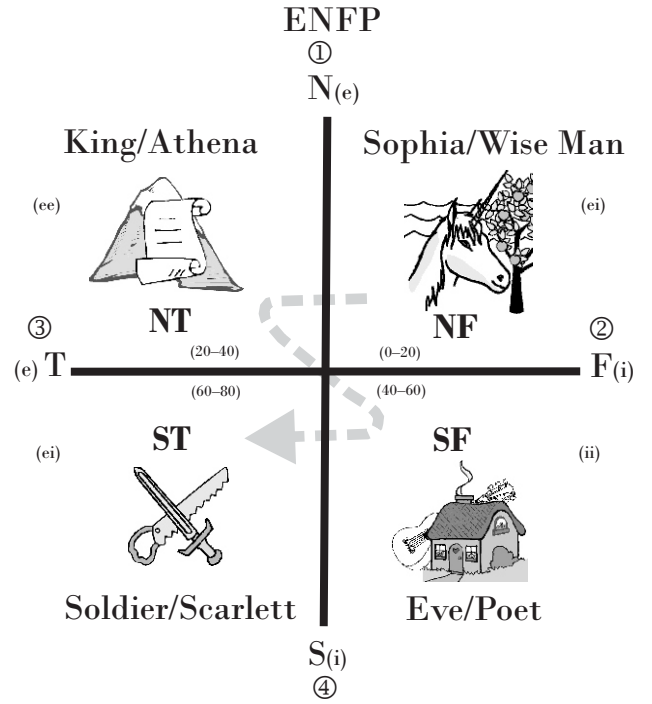 ENFP
①
N(e)
King/Athena
Sophia/Wise Man
(ee)
(ei)
NT
NF
③
②
(20–40)
(0–20)
(e) T
F(i)
(60–80)
(40–60)
ST
SF
(ei)
(ii)
Soldier/Scarlett
Eve/Poet
S(i)
④